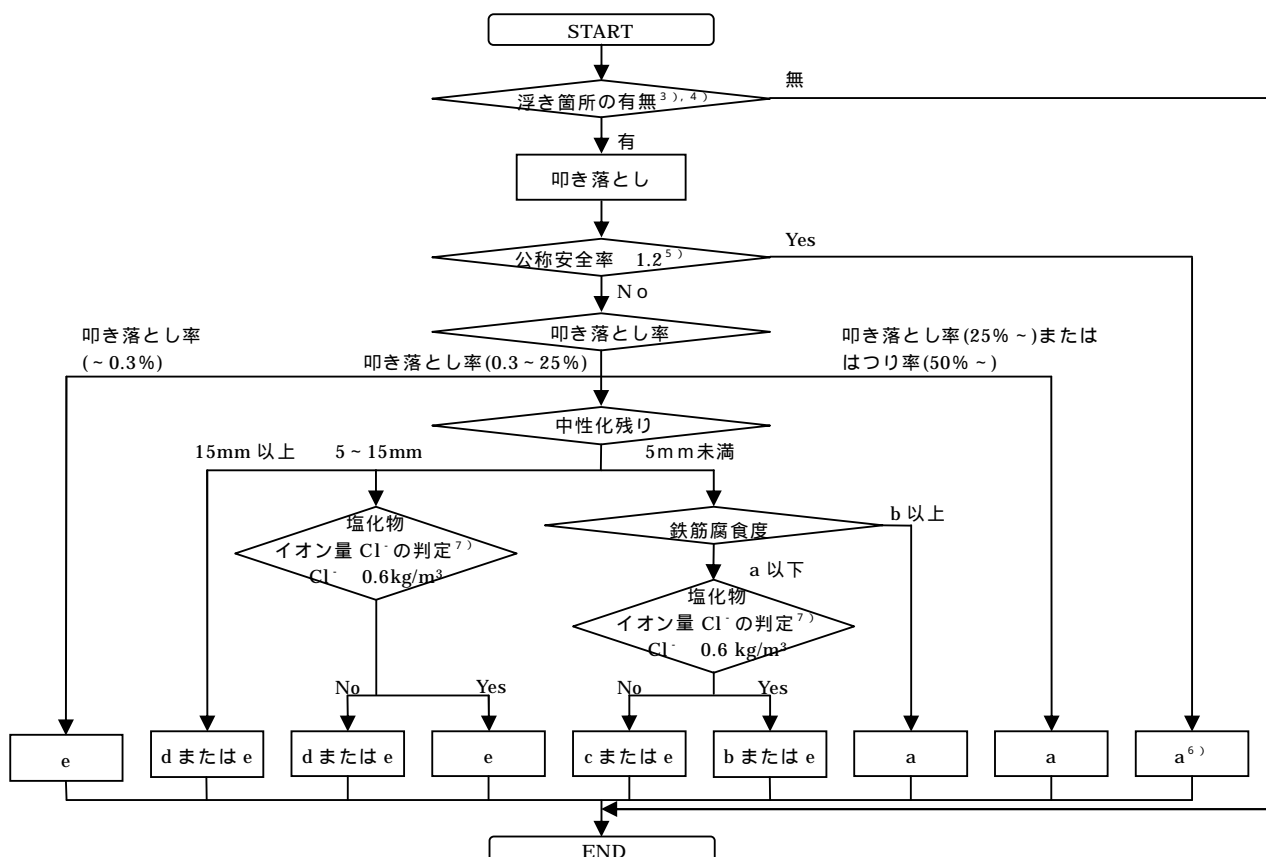 START
無
浮き箇所の有無3),4)
有
叩き落とし
Yes
公称安全率 1.2 5)
No
叩き落とし率
叩き落とし率
(~0.3%)
叩き落とし率(0.3~25%)
叩き落とし率(25%~)または
はつり率(50%~)
中性化残り
15mm 以上
5~15mm
5mm未満
b 以上
塩化物
イオン量 Cl-の判定7)
Cl- 0.6kg/m³
鉄筋腐食度
a 以下
塩化物
イオン量 Cl-の判定7)
Cl- 0.6 kg/m³
No
Yes
No
Yes
e
d または e
d または e
e
c または e
b または e
a
a
a6)
END